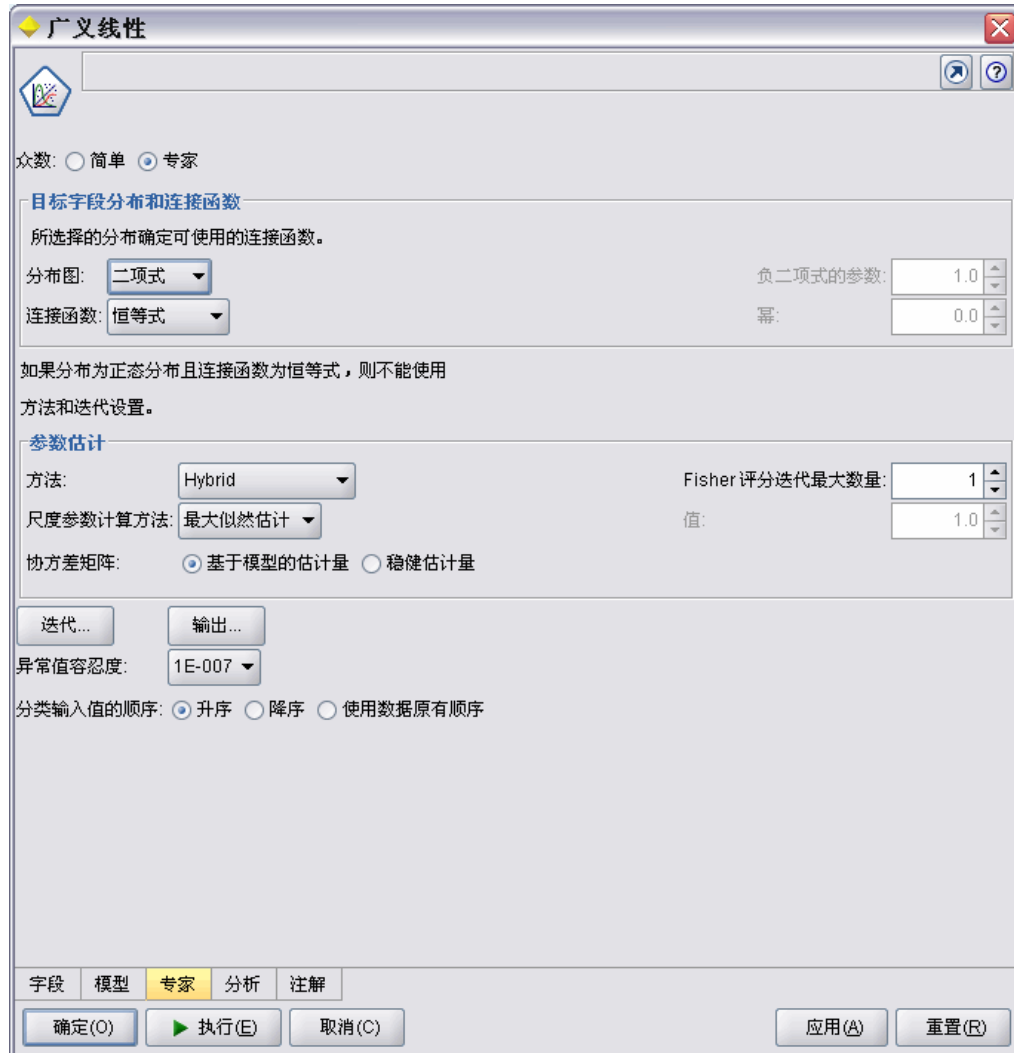 广义线性
众数: 简单 专家
目标字段分布和连接函数
所选择的分布确定可使用的连接函数。
分布图: 二项式 负二项式的参数: 1.0
连接函数: 恒等式 幂: 0.0
如果分布为正态分布且连接函数为恒等式，则不能使用
方法和迭代设置。
参数估计
方法: Hybrid Fisher 评分迭代最大数量: 1
尺度参数计算方法: 最大似然估计 值: 1.0
协方差矩阵: 基于模型的估计量 稳健估计量
迭代... 输出...
异常值容忍度: 1E-007
分类输入值的顺序: 升序 降序 使用数据原有顺序
字段 模型 专家 分析 注解
确定(O) 执行(E) 取消(C) 应用(A) 重置(R)